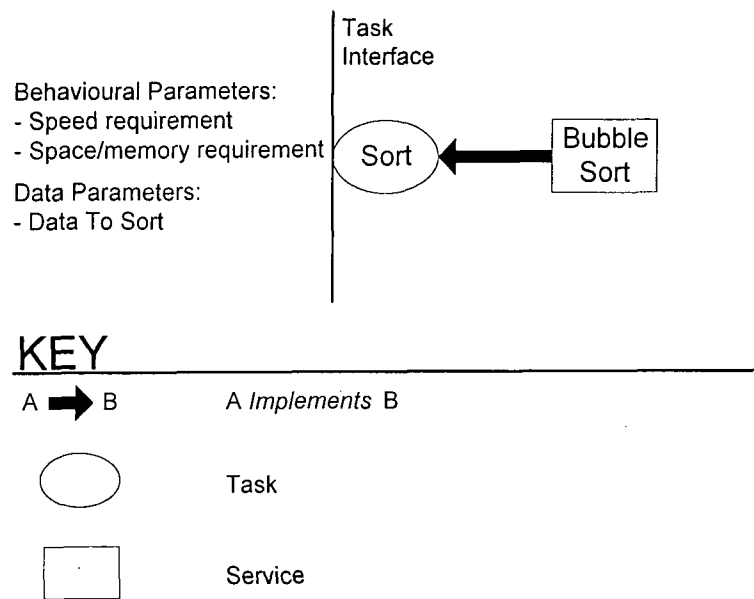 Task
Interface
Behavioural Parameters:
- Speed requirement
- Space/memory requirement
Data Parameters:
- Data To Sort
Sort
Bubble
Sort
KEY
A B A Implements B
Task
Service